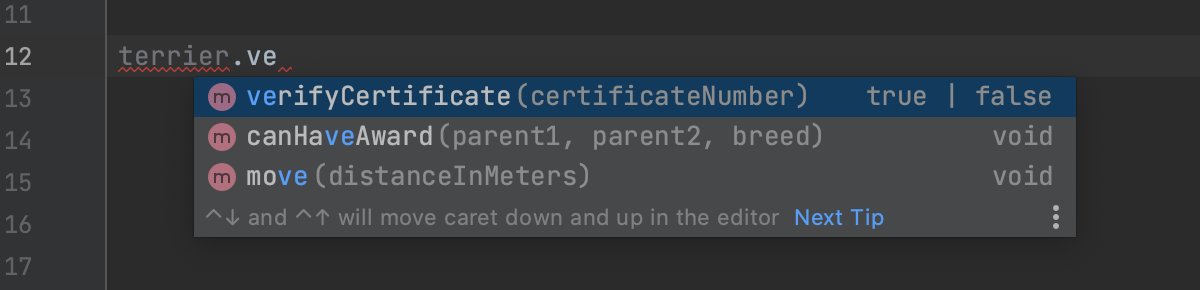 11
12 terrier.ve
13 m verifyCertificate(certificateNumber) true | false
14 m canHaveAward(parent1, parent2, breed) void
15 m move(distanceInMeters) void
16 ^↓ and ^↑ will move caret down and up in the editor Next Tip
17